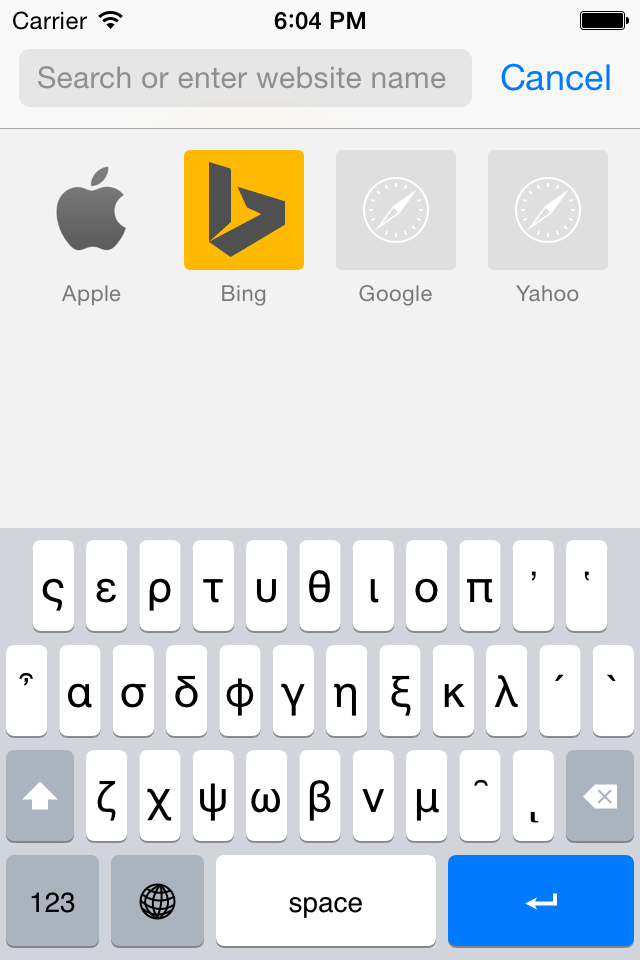 Carrier 6:04 PM
Search or enter website name Cancel
Apple Bing Google Yahoo
ς ε ρ τ υ θ ι ο π ᾿ ῾
῏ α σ δ φ γ η ξ κ λ ´ `
ζ χ ψ ω β ν μ ῀ ͺ
123 space